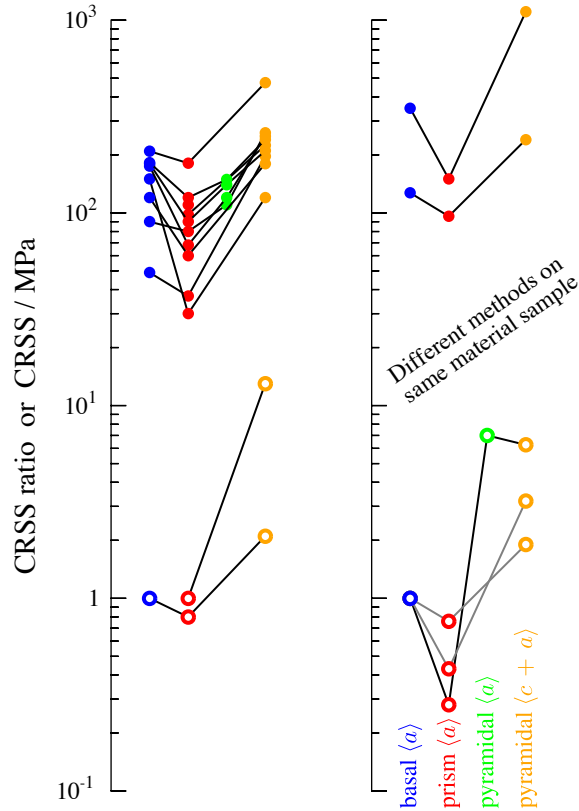 10³
10²
10¹
1
10⁻¹
CRSS ratio or CRSS / MPa
Different methods on
same material sample
basal ⟨a⟩
prism ⟨a⟩
pyramidal ⟨a⟩
pyramidal ⟨c + a⟩